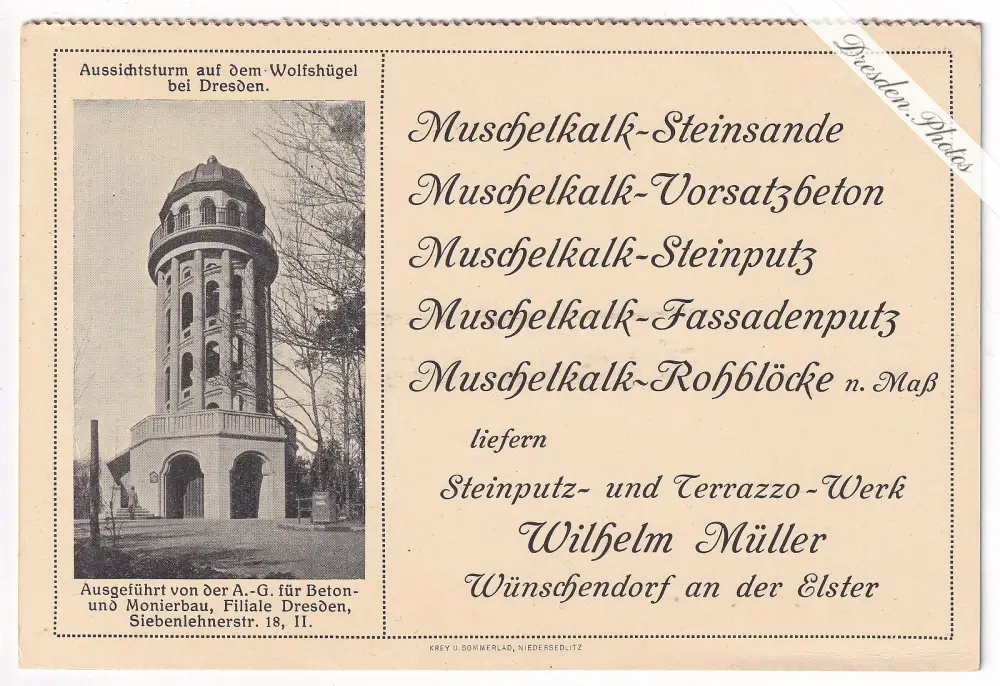 Aussichtsturm auf dem Wolfshügel
bei Dresden.
Ausgeführt von der A.-G. für Beton-
und Monierbau, Filiale Dresden,
Siebenlehnerstr. 18, II.
Muschelkalk-Steinsande
Muschelkalk-Vorsatzbeton
Muschelkalk-Steinputz
Muschelkalk-Fassadenputz
Muschelkalk-Rohblöcke n. Maß
liefern
Steinputz- und Terrazzo-Werk
Wilhelm Müller
Wünschendorf an der Elster
KREY U. SOMMERLAD, NIEDERSEDLITZ
Dresden.Photos